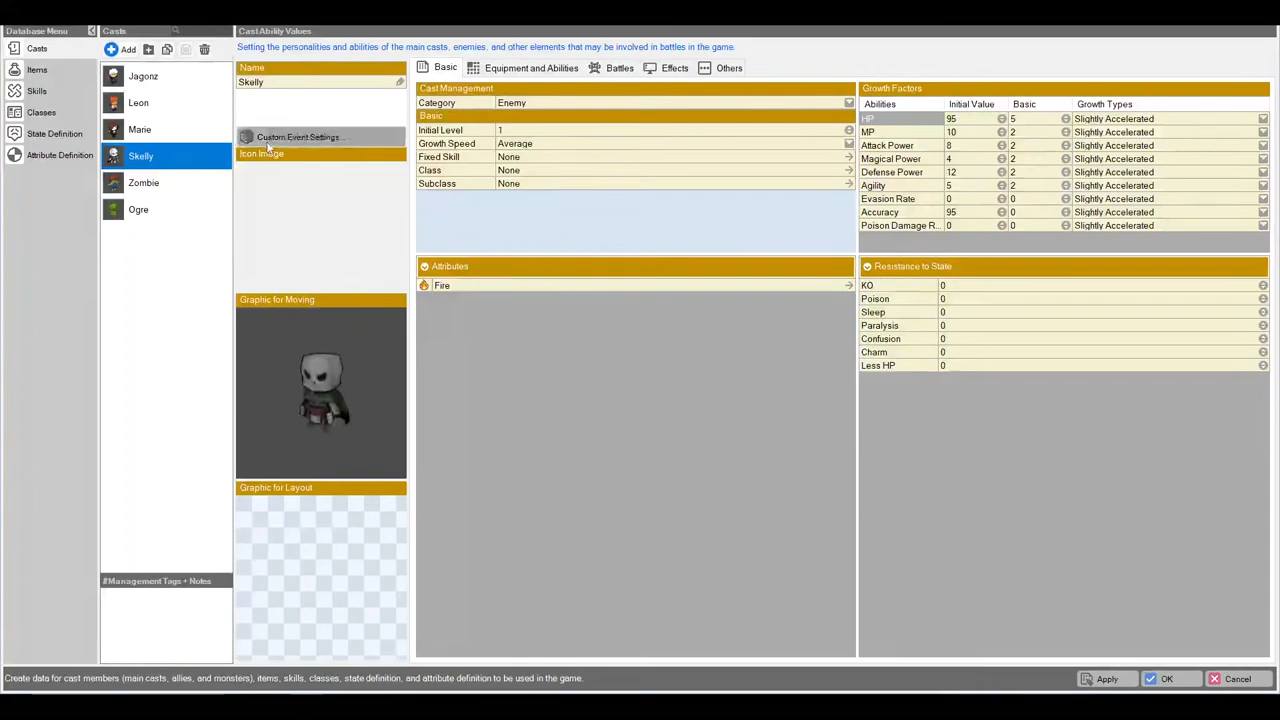 Database Menu
Casts
Items
Skills
Classes
State Definition
Attribute Definition
Casts
Add
Jagonz
Leon
Marie
Skelly
Zombie
Ogre
#Management Tags + Notes
Cast Ability Values
Setting the personalities and abilities of the main casts, enemies, and other elements that may be involved in battles in the game.
Name
Skelly
Custom Event Settings...
Icon Image
Graphic for Moving
Graphic for Layout
Basic
Equipment and Abilities
Battles
Effects
Others
Cast Management
Category Enemy
Basic
Initial Level 1
Growth Speed Average
Fixed Skill None
Class None
Subclass None
Attributes
Fire
Growth Factors
Abilities Initial Value Basic Growth Types
HP 95 5 Slightly Accelerated
MP 10 2 Slightly Accelerated
Attack Power 8 2 Slightly Accelerated
Magical Power 4 2 Slightly Accelerated
Defense Power 12 2 Slightly Accelerated
Agility 5 2 Slightly Accelerated
Evasion Rate 0 0 Slightly Accelerated
Accuracy 95 0 Slightly Accelerated
Poison Damage R... 0 0 Slightly Accelerated
Resistance to State
KO 0
Poison 0
Sleep 0
Paralysis 0
Confusion 0
Charm 0
Less HP 0
Create data for cast members (main casts, allies, and monsters), items, skills, classes, state definition, and attribute definition to be used in the game.
Apply
OK
Cancel